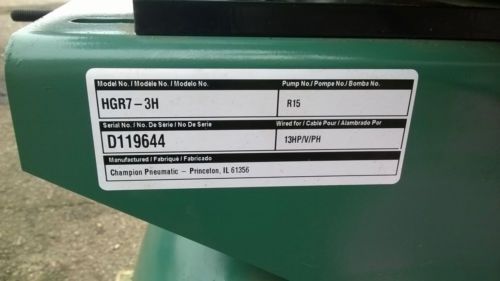 Model No. / Modèle No. / Modelo No. Pump No./ Pompe No./ Bomba No.
HGR7-3H R15
Serial No. / No. De Série / No De Serie Wired for / Cable Pour / Alambrado Por
D119644 13HP/V/PH
Manufactured / Fabriqué / Fabricado
Champion Pneumatic - Princeton, IL 61356